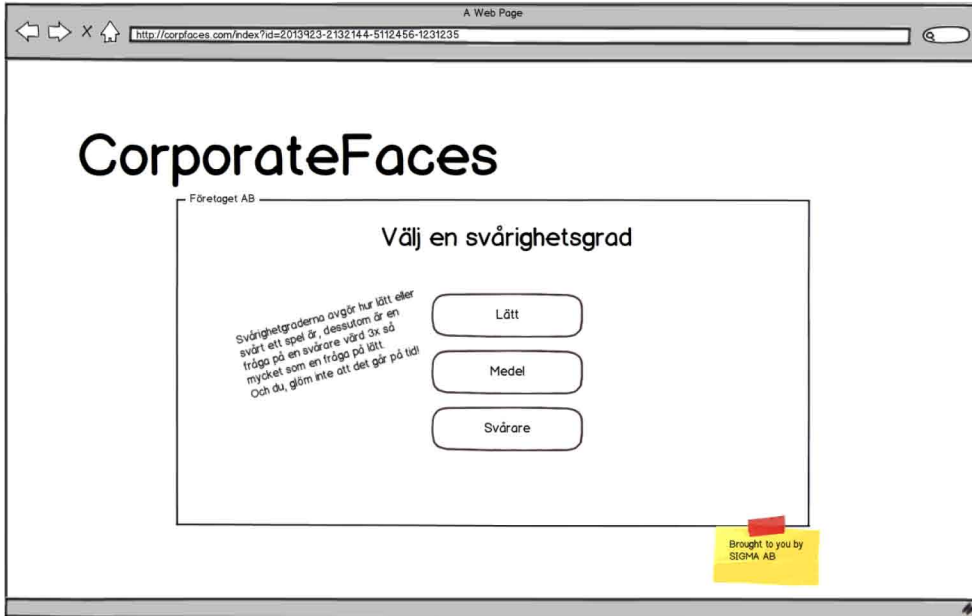 A Web Page
http://corpfaces.com/index?id=2013923-2132144-5112456-1231235
CorporateFaces
Företaget AB
Välj en svårighetsgrad
Svårighetgraderna avgör hur lätt eller
svårt ett spel är, dessutom är en
fråga på en svårare värd 3x så
mycket som en fråga på lätt.
Och du, glöm inte att det går på tid!
Lätt
Medel
Svårare
Brought to you by
SIGMA AB